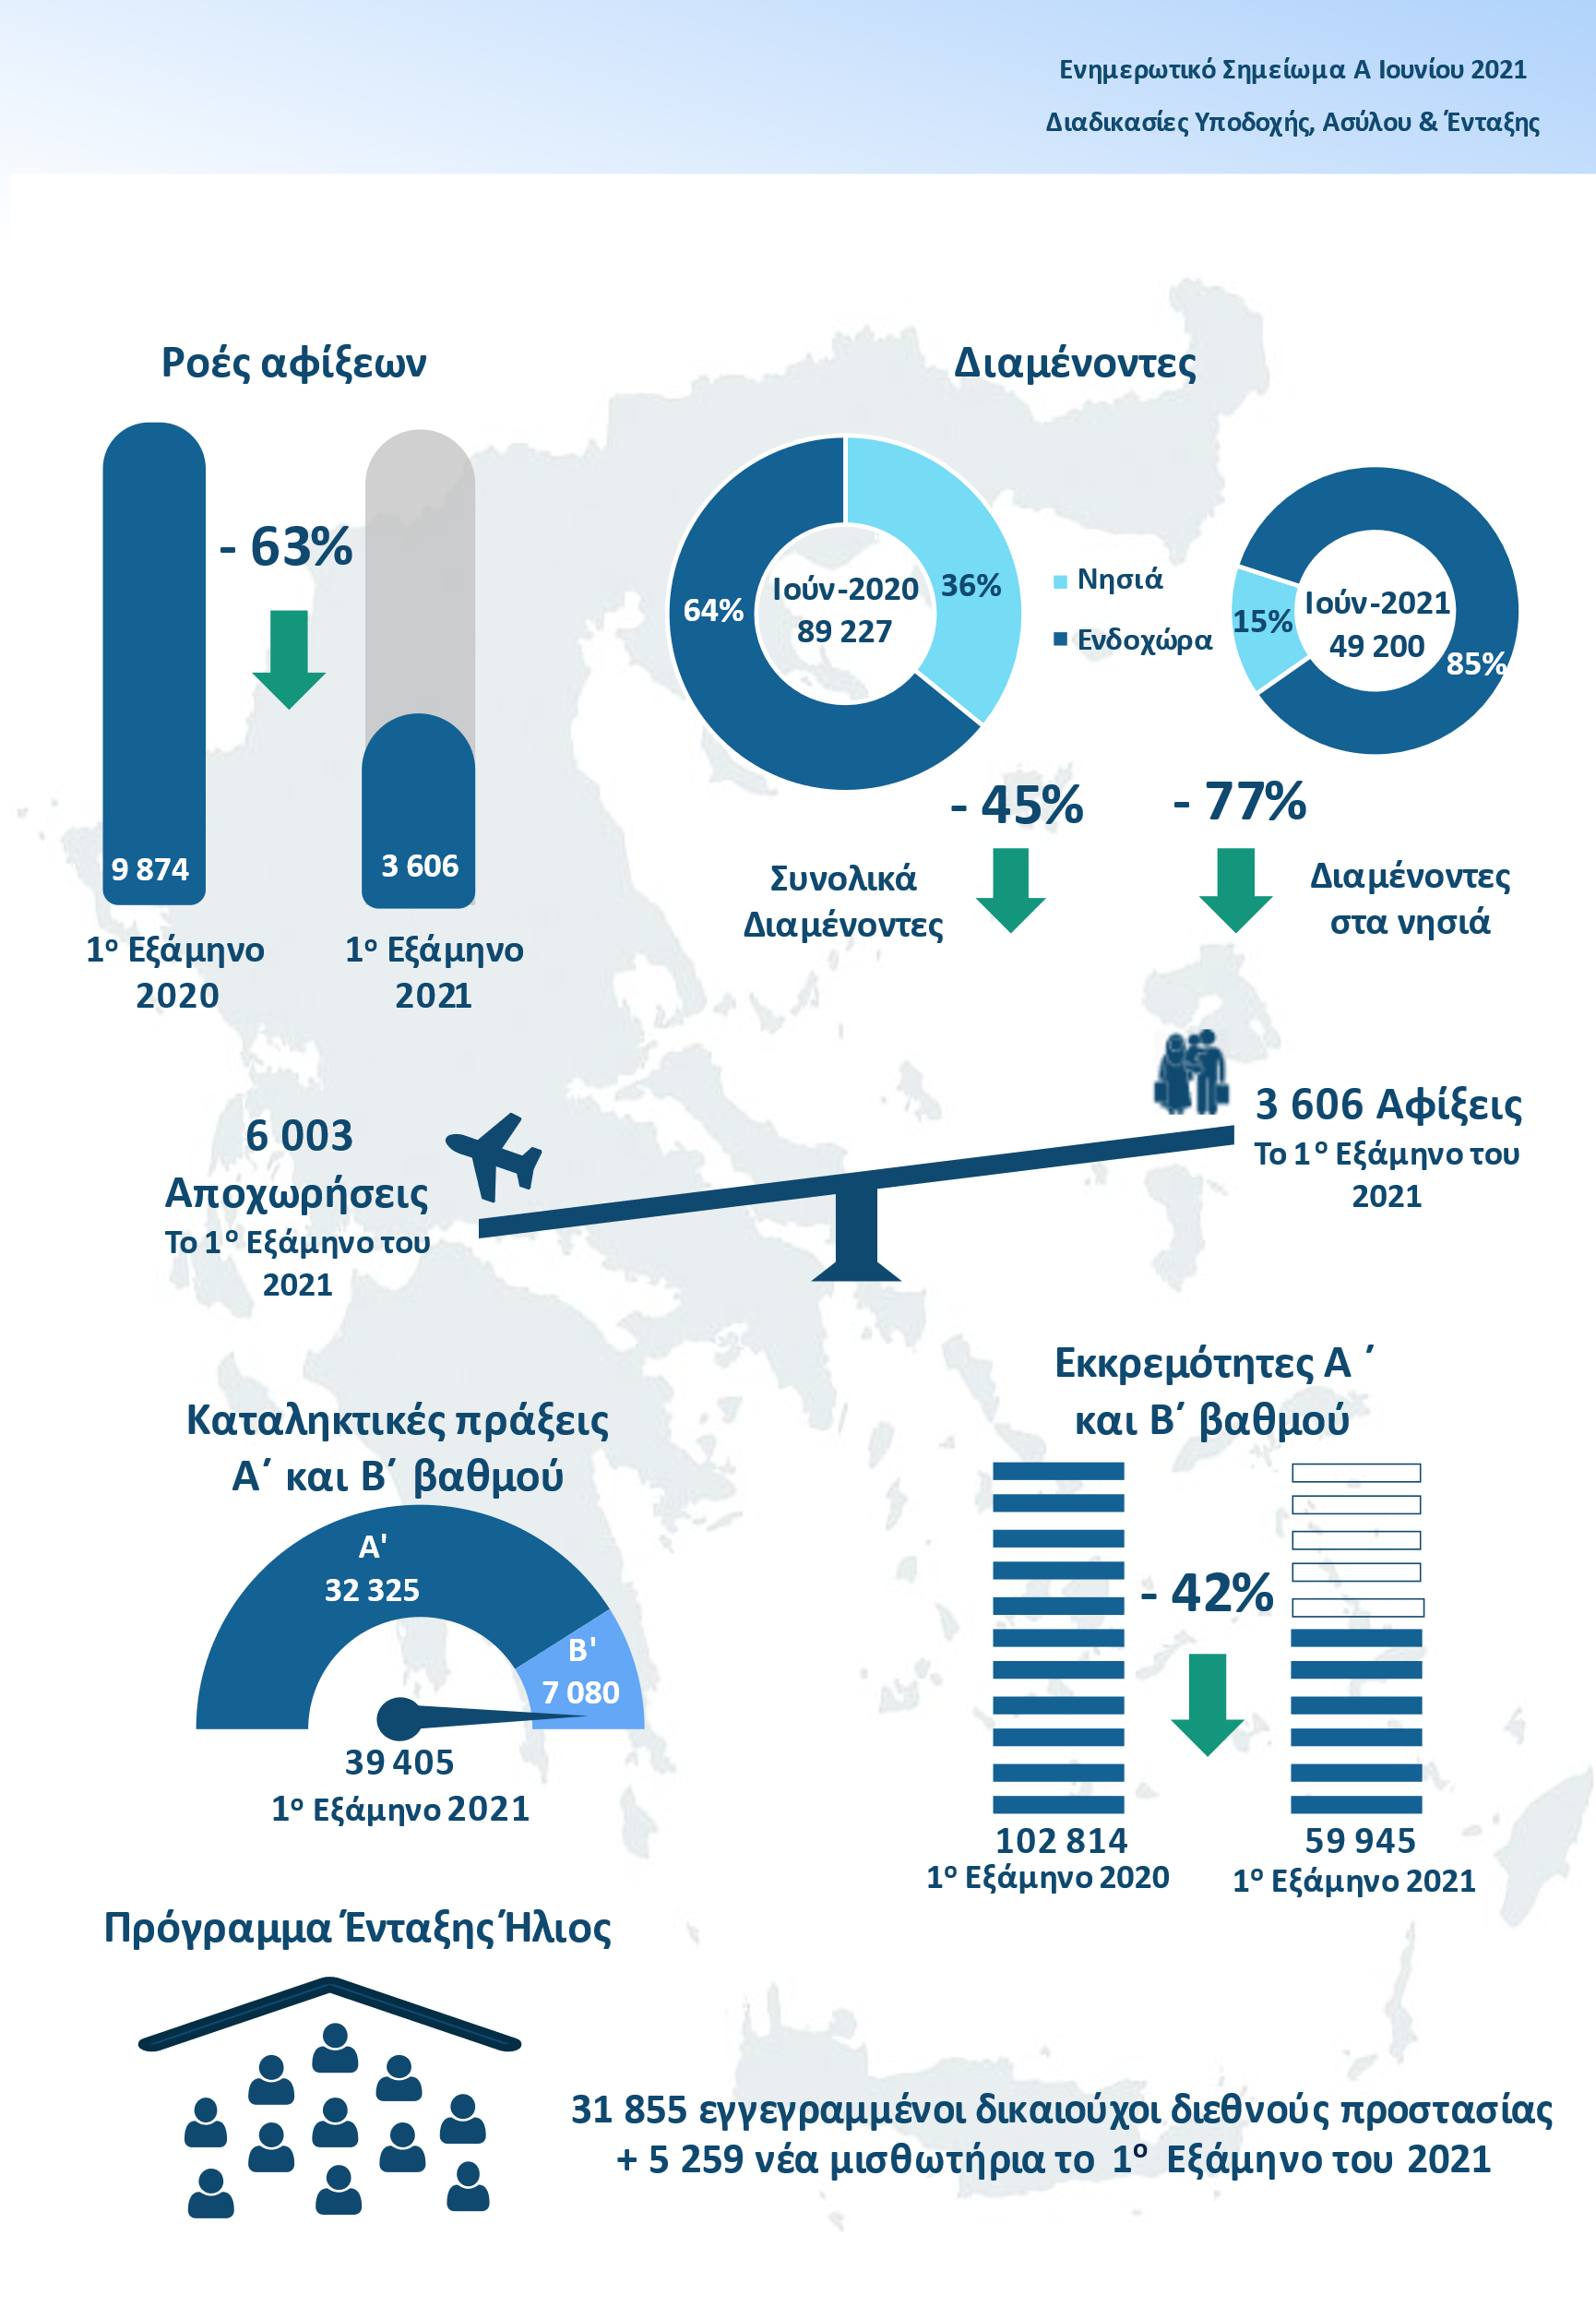 Ενημερωτικό Σημείωμα Α Ιουνίου 2021
Διαδικασίες Υποδοχής, Ασύλου & Ένταξης
Ροές αφίξεων
- 63%
9 874
3 606
1ο Εξάμηνο
2020
1ο Εξάμηνο
2021
Διαμένοντες
64%
Ιούν-2020
89 227
36%
Νησιά
Ενδοχώρα
15%
Ιούν-2021
49 200
85%
- 45%
Συνολικά
Διαμένοντες
- 77%
Διαμένοντες
στα νησιά
6 003
Αποχωρήσεις
Το 1ο Εξάμηνο του
2021
3 606 Αφίξεις
Το 1ο Εξάμηνο του
2021
Καταληκτικές πράξεις
Α΄ και Β΄ βαθμού
Α'
32 325
Β'
7 080
39 405
1ο Εξάμηνο 2021
Εκκρεμότητες Α ΄
και Β΄ βαθμού
- 42%
102 814
1ο Εξάμηνο 2020
59 945
1ο Εξάμηνο 2021
Πρόγραμμα Ένταξης Ήλιος
31 855 εγγεγραμμένοι δικαιούχοι διεθνούς προστασίας
+ 5 259 νέα μισθωτήρια το 1ο Εξάμηνο του 2021